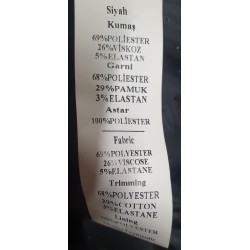 Siyah
Kumaş
69%POLİESTER
26%VİSKOZ
5%ELASTAN
Garni
68%POLİESTER
29%PAMUK
3%ELASTAN
Astar
100%POLİESTER
Fabric
69%POLYESTER
26%VISCOSE
5%ELASTANE
Trimming
68%POLYESTER
29%COTTON
3%ELASTANE
Lining